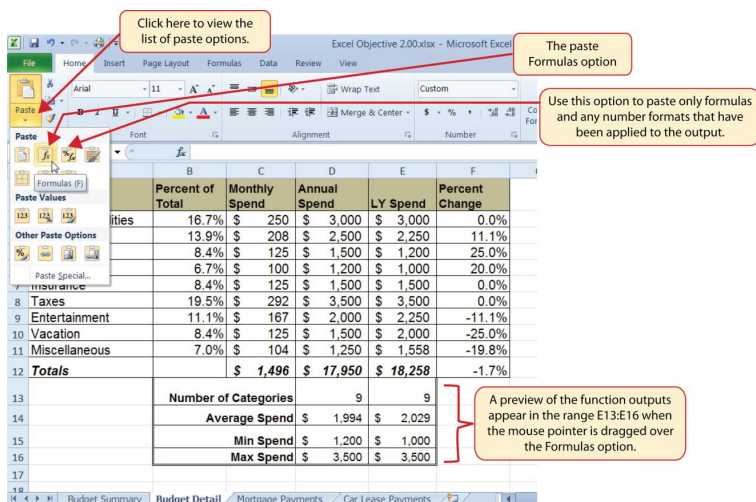 Click here to view the
list of paste options.
The paste
Formulas option
Use this option to paste only formulas
and any number formats that have
been applied to the output.
Excel Objective 2.00.xlsx - Microsoft Excel
File Home Insert Page Layout Formulas Data Review View
Arial 11 A A Wrap Text Custom
Paste B I U A Merge & Center $ % , .00
Font Alignment Number
Paste fx
fx %fx
Formulas (F)
Paste Values
123 123 123
Other Paste Options
%
Paste Special...
B C D E F
Percent of Total Monthly Spend Annual Spend LY Spend Percent Change
ities 16.7% $ 250 $ 3,000 $ 3,000 0.0%
13.9% $ 208 $ 2,500 $ 2,250 11.1%
8.4% $ 125 $ 1,500 $ 1,200 25.0%
6.7% $ 100 $ 1,200 $ 1,000 20.0%
7 Insurance 8.4% $ 125 $ 1,500 $ 1,500 0.0%
8 Taxes 19.5% $ 292 $ 3,500 $ 3,500 0.0%
9 Entertainment 11.1% $ 167 $ 2,000 $ 2,250 -11.1%
10 Vacation 8.4% $ 125 $ 1,500 $ 2,000 -25.0%
11 Miscellaneous 7.0% $ 104 $ 1,250 $ 1,558 -19.8%
12 Totals $ 1,496 $ 17,950 $ 18,258 -1.7%
13 Number of Categories 9 9
14 Average Spend $ 1,994 $ 2,029
15 Min Spend $ 1,200 $ 1,000
16 Max Spend $ 3,500 $ 3,500
17
18
A preview of the function outputs
appear in the range E13:E16 when
the mouse pointer is dragged over
the Formulas option.
Budget Summary Budget Detail Mortgage Payments Car Lease Payments